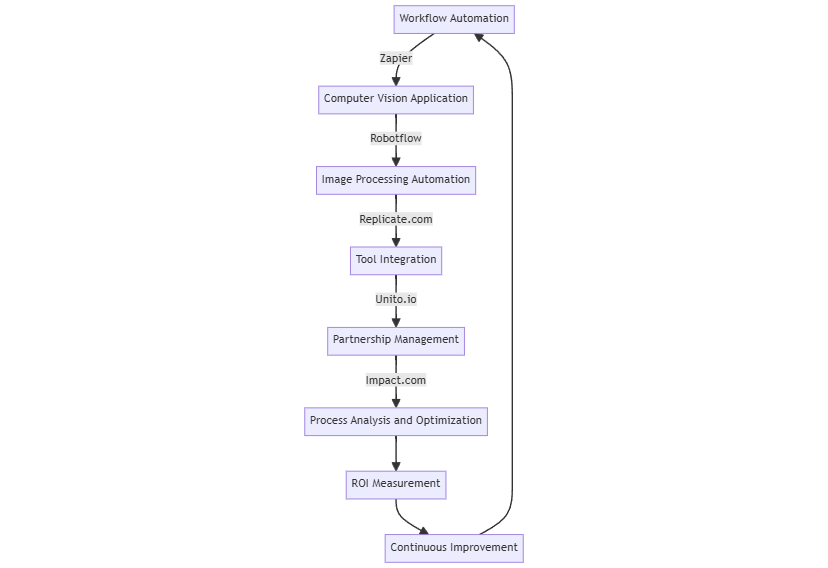 Workflow Automation
Zapier
Computer Vision Application
Robotflow
Image Processing Automation
Replicate.com
Tool Integration
Unito.io
Partnership Management
Impact.com
Process Analysis and Optimization
ROI Measurement
Continuous Improvement